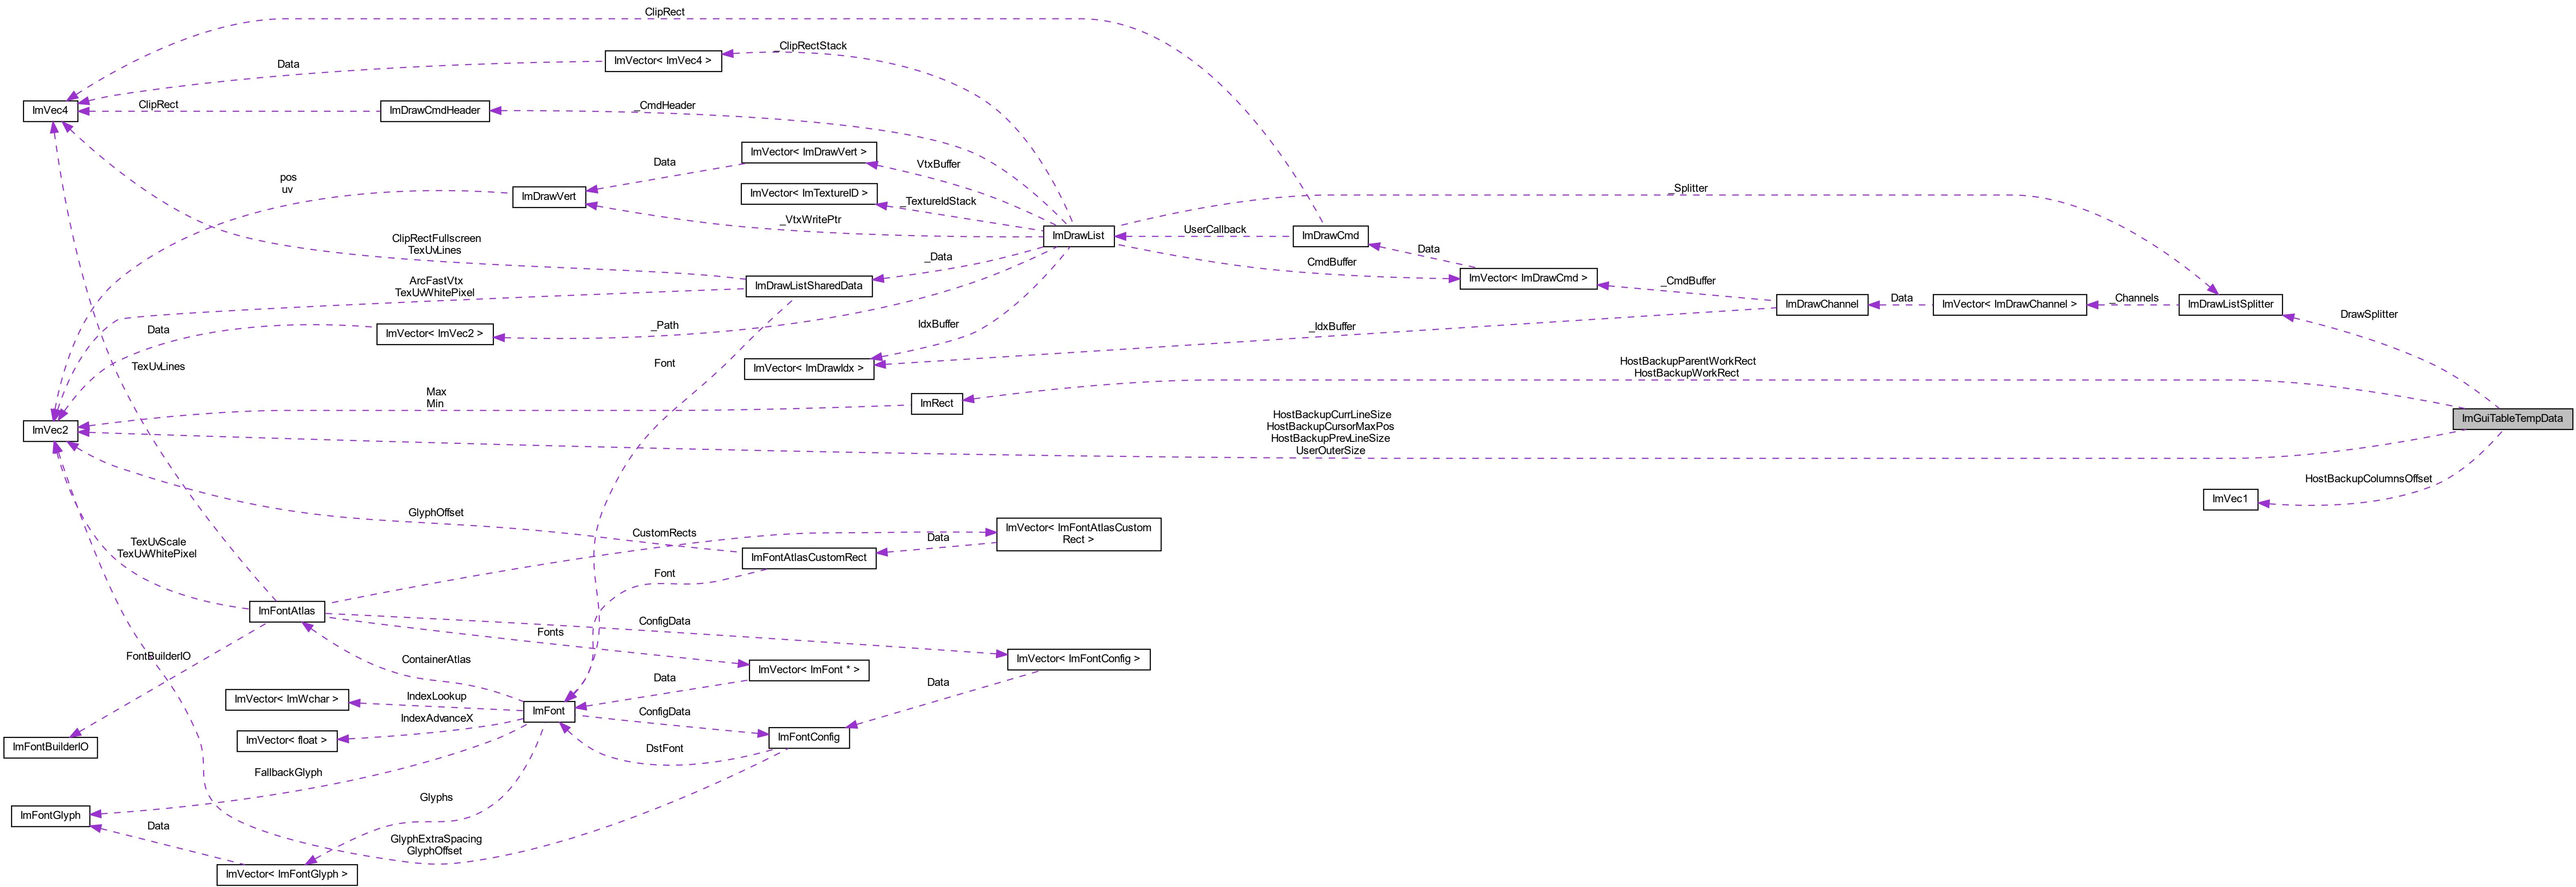 ClipRect
_ClipRectStack
ImVector< ImVec4 >
Data
ImVec4
ClipRect
ImDrawCmdHeader
_CmdHeader
ImVector< ImDrawVert >
Data
VtxBuffer
pos
uv
ImDrawVert
ImVector< ImTextureID >
_TextureIdStack
_Splitter
_VtxWritePtr
ImDrawList
UserCallback
ImDrawCmd
ClipRectFullscreen
TexUvLines
_Data
CmdBuffer
Data
ImVector< ImDrawCmd >
ArcFastVtx
TexUvWhitePixel
ImDrawListSharedData
_CmdBuffer
ImDrawChannel
Data
ImVector< ImDrawChannel >
_Channels
ImDrawListSplitter
DrawSplitter
Data
ImVector< ImVec2 >
_Path
IdxBuffer
_IdxBuffer
TexUvLines
Font
ImVector< ImDrawIdx >
HostBackupParentWorkRect
HostBackupWorkRect
Max
Min
ImRect
ImVec2
HostBackupCurrLineSize
HostBackupCursorMaxPos
HostBackupPrevLineSize
UserOuterSize
ImGuiTableTempData
HostBackupColumnsOffset
ImVec1
GlyphOffset
CustomRects
ImVector< ImFontAtlasCustom
Rect >
Data
TexUvScale
TexUvWhitePixel
ImFontAtlasCustomRect
Font
ImFontAtlas
ConfigData
Fonts
FontBuilderIO
ContainerAtlas
ImVector< ImFont * >
ImVector< ImFontConfig >
Data
Data
ImVector< ImWchar >
IndexLookup
ImFont
ConfigData
IndexAdvanceX
ImVector< float >
ImFontConfig
ImFontBuilderIO
DstFont
FallbackGlyph
Glyphs
ImFontGlyph
Data
GlyphExtraSpacing
GlyphOffset
ImVector< ImFontGlyph >